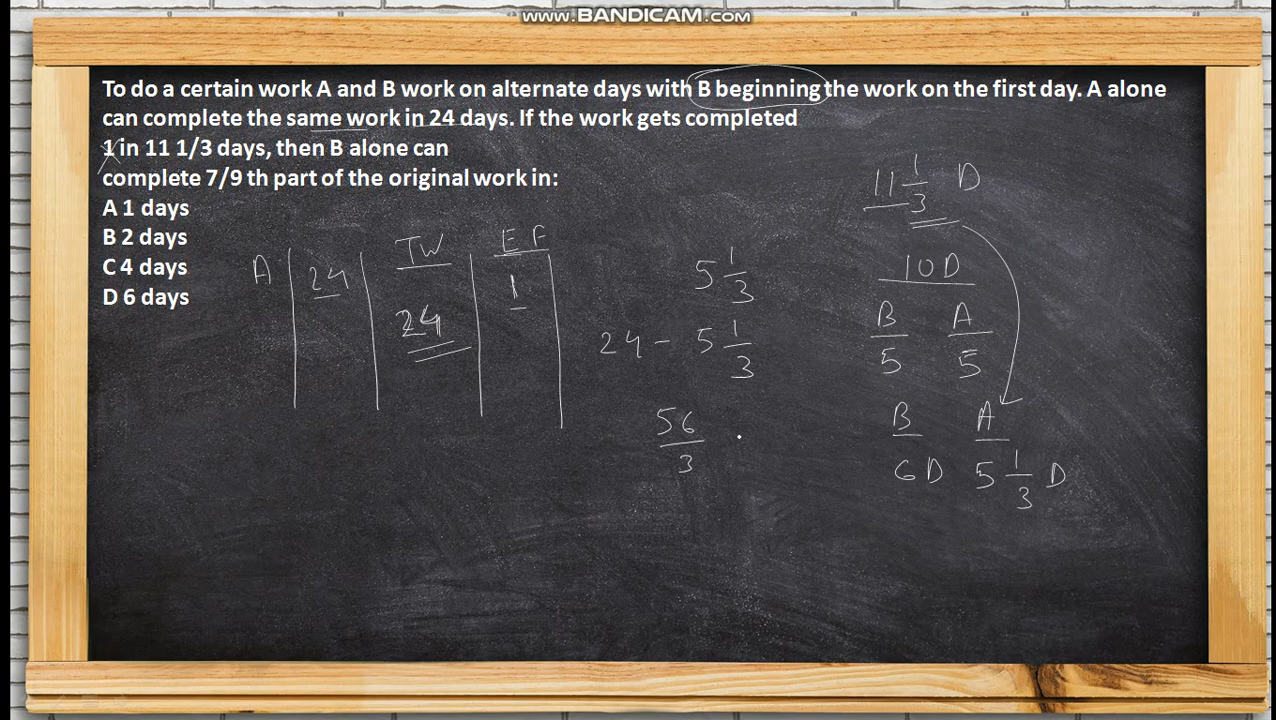 WWW.BANDICAM.COM
To do a certain work A and B work on alternate days with B beginning the work on the first day. A alone
can complete the same work in 24 days. If the work gets completed
1 in 11 1/3 days, then B alone can
complete 7/9 th part of the original work in:
A 1 days
B 2 days
C 4 days
D 6 days
A 24
TW
24
EF
1
5 1/3
24 - 5 1/3
56/3
11 1/3 D
10D
B A
5 5
B A
6D 5 1/3 D